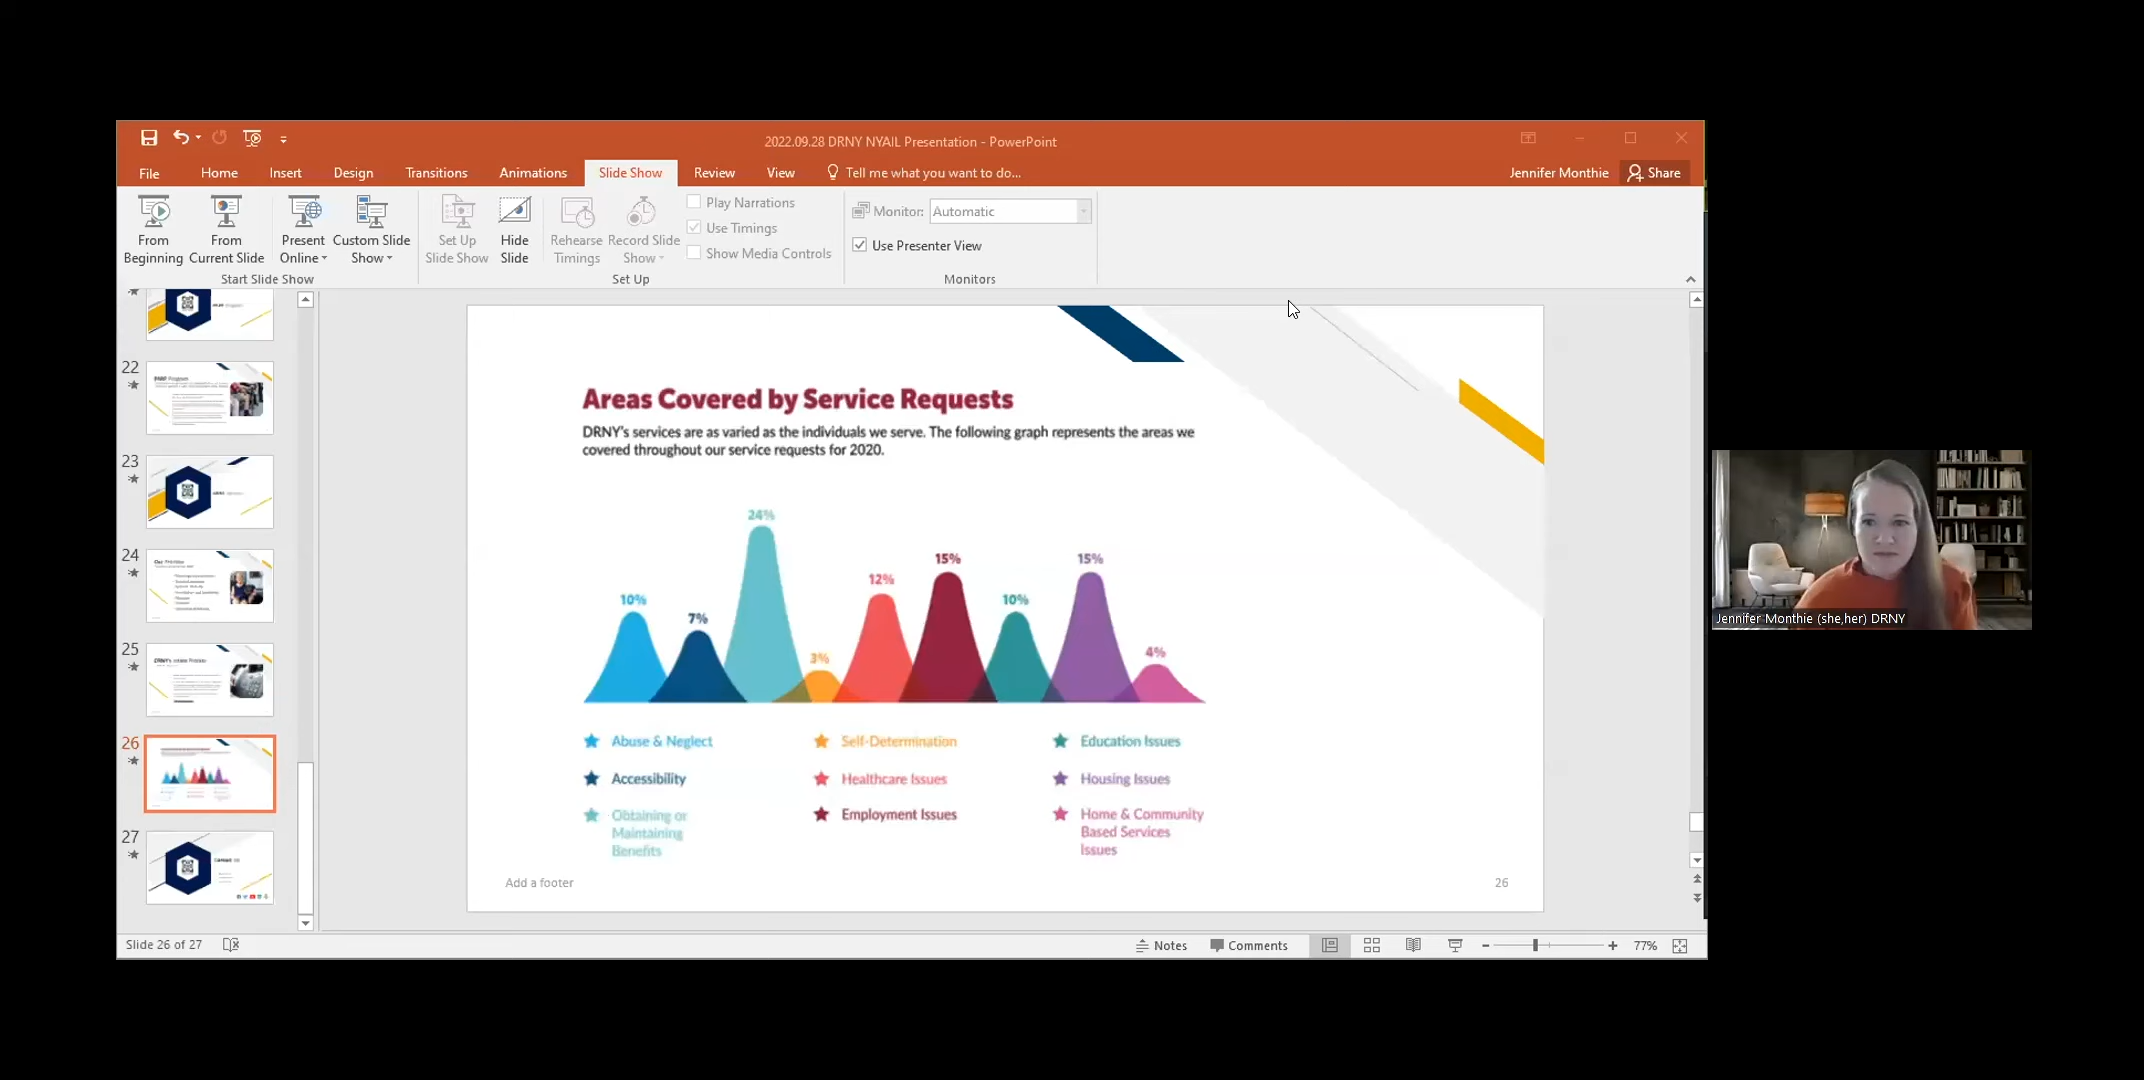 2022.09.28 DRNY NYAIL Presentation - PowerPoint
File Home Insert Design Transitions Animations Slide Show Review View Tell me what you want to do... Jennifer Monthie Share
From Beginning
From Current Slide
Present Online
Custom Slide Show
Start Slide Show
Set Up Slide Show
Hide Slide
Rehearse Timings
Record Slide Show
Play Narrations
Use Timings
Show Media Controls
Set Up
Monitor: Automatic
Use Presenter View
Monitors
22
23
24
25
26
27
Areas Covered by Service Requests
DRNY's services are as varied as the individuals we serve. The following graph represents the areas we
covered throughout our service requests for 2020.
10%
7%
24%
3%
12%
15%
10%
15%
4%
Abuse & Neglect
Accessibility
Obtaining or
Maintaining
Benefits
Self-Determination
Healthcare Issues
Employment Issues
Education Issues
Housing Issues
Home & Community
Based Services
Issues
Add a footer
26
Jennifer Monthie (she,her) DRNY
Slide 26 of 27
Notes Comments 77%